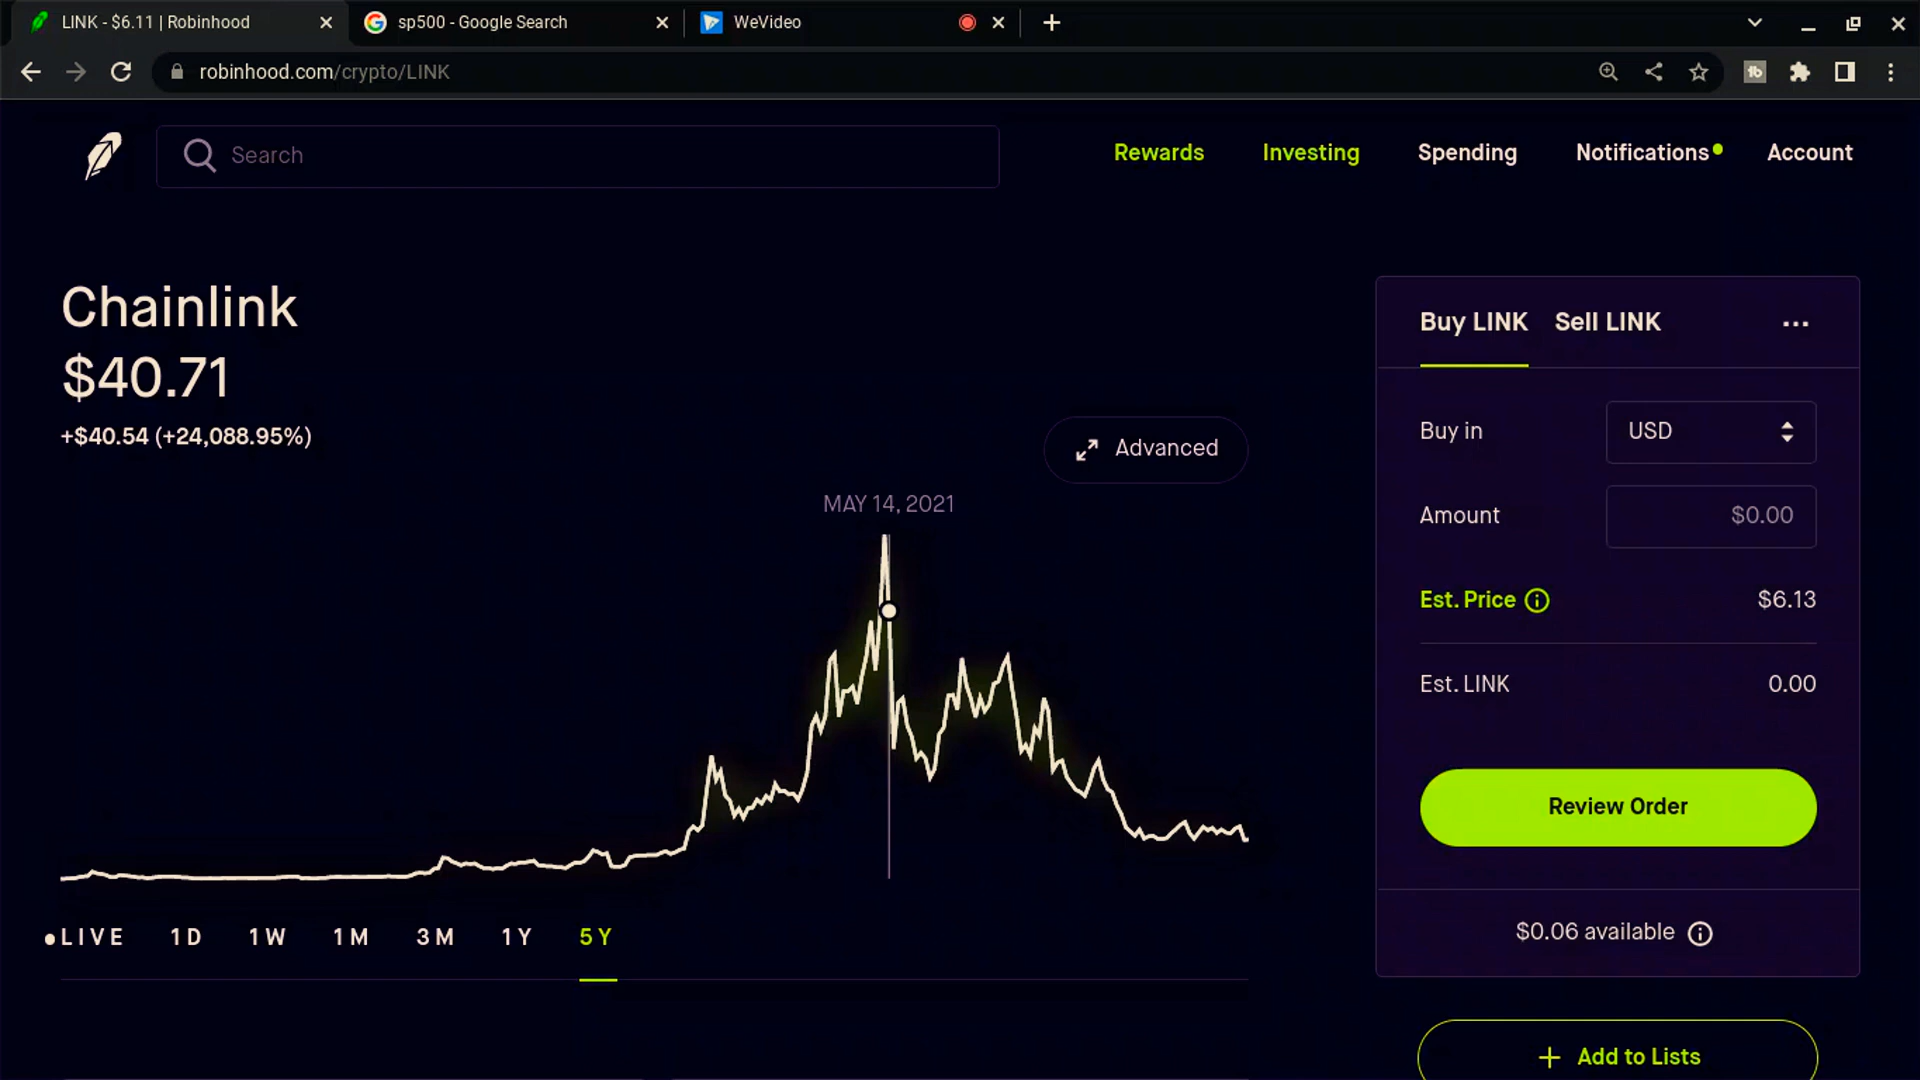 LINK - $6.11 | Robinhood
sp500 - Google Search
WeVideo
robinhood.com/crypto/LINK
tb
Search
Rewards
Investing
Spending
Notifications
Account
Chainlink
$40.71
+$40.54 (+24,088.95%)
Advanced
MAY 14, 2021
LIVE
1D
1W
1M
3M
1Y
5Y
Buy LINK
Sell LINK
Buy in
USD
Amount
$0.00
Est. Price
$6.13
Est. LINK
0.00
Review Order
$0.06 available
Add to Lists